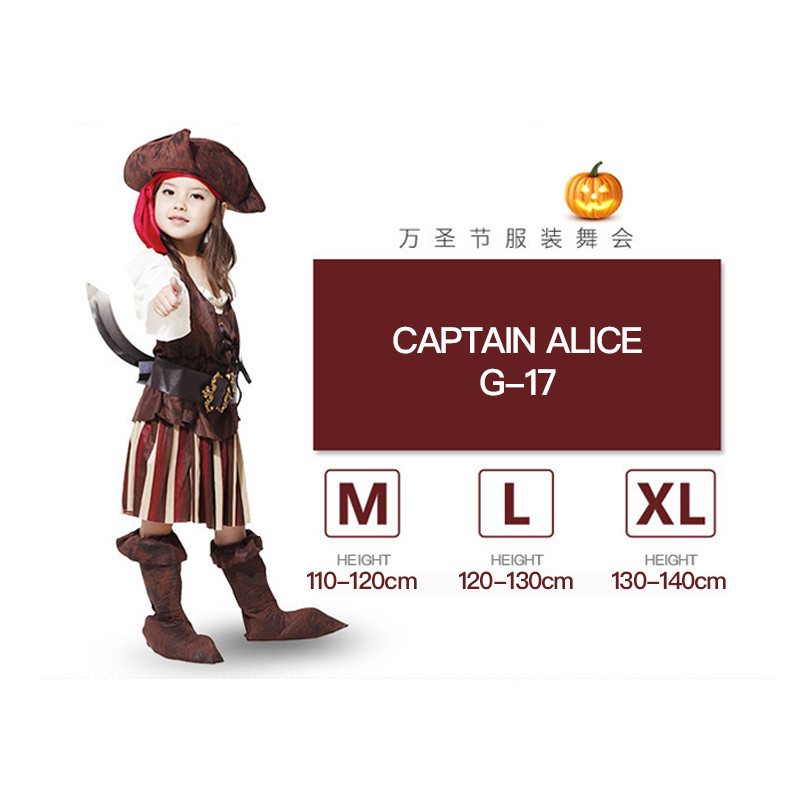 万圣节服装舞会
CAPTAIN ALICE
G-17
M
L
XL
HEIGHT
HEIGHT
HEIGHT
110-120cm
120-130cm
130-140cm